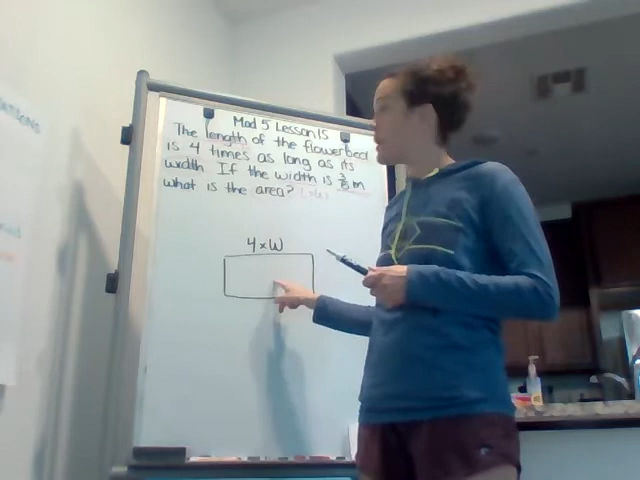 Mod 5 Lesson 15
The length of the flowerbed
is 4 times as long as its
width If the width is 3/8 m
what is the area? (L×W)
4×W